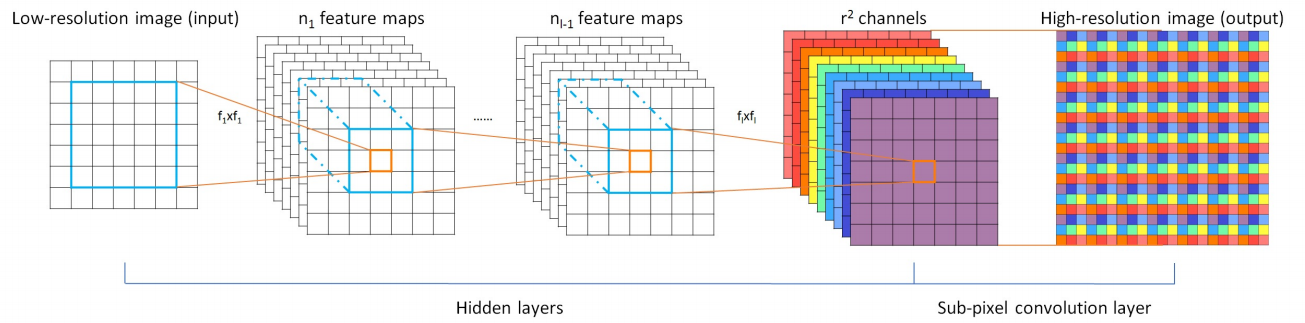 Low-resolution image (input)
n1 feature maps
nl-1 feature maps
r² channels
High-resolution image (output)
f1xf1
......
flxfl
Hidden layers
Sub-pixel convolution layer